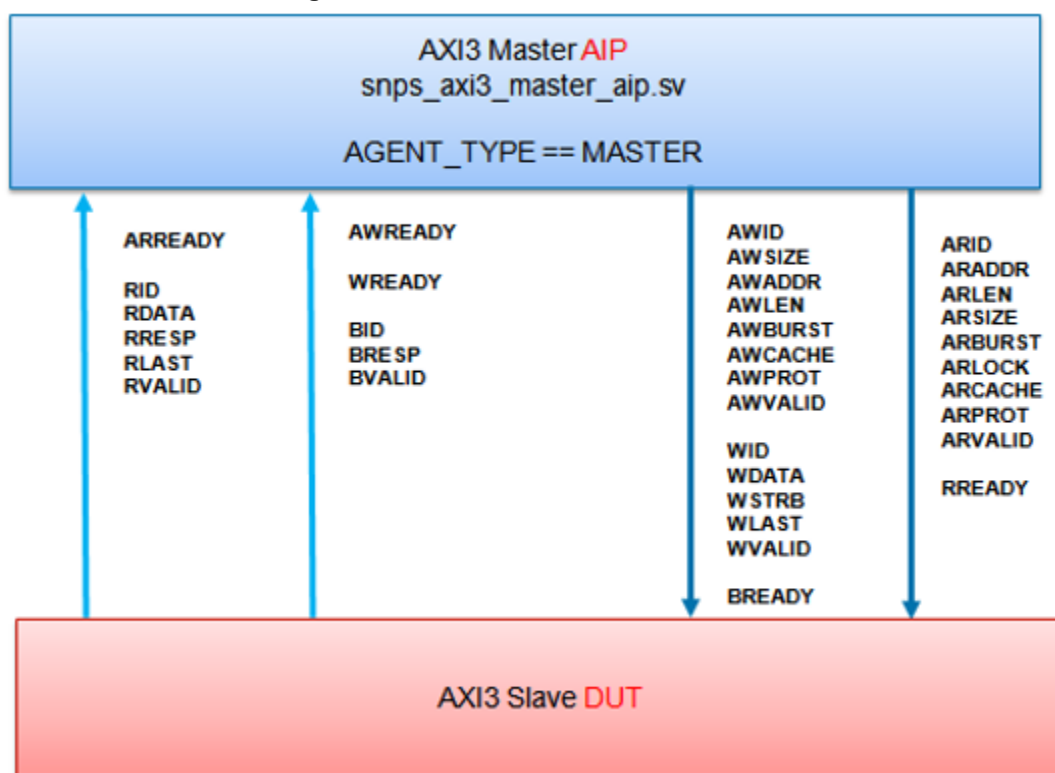 AXI3 Master AIP
snps_axi3_master_aip.sv
AGENT_TYPE == MASTER
ARREADY
RID
RDATA
RRESP
RLAST
RVALID
AWREADY
WREADY
BID
BRESP
BVALID
AWID
AWSIZE
AWADDR
AWLEN
AWBURST
AWCACHE
AWPROT
AWVALID
WID
WDATA
WSTRB
WLAST
WVALID
BREADY
ARID
ARADDR
ARLEN
ARSIZE
ARBURST
ARLOCK
ARCACHE
ARPROT
ARVALID
RREADY
AXI3 Slave DUT